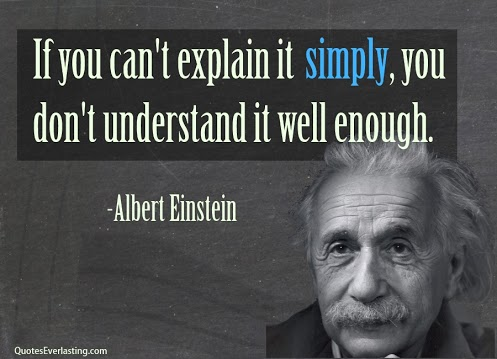 If you can't explain it simply, you
don't understand it well enough.
-Albert Einstein
QuotesEverlasting.com